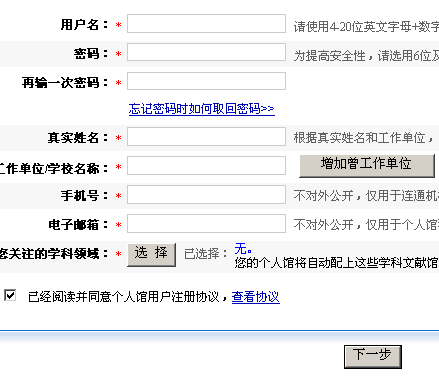 用户名： * 请使用4-20位英文字母+数字
密码： * 为提高安全性，请选用6位及
再输一次密码： *
忘记密码时如何取回密码>>
真实姓名： * 根据真实姓名和工作单位，
工作单位/学校名称： * 增加曾工作单位
手机号： * 不对外公开，仅用于连通机
电子邮箱： * 不对外公开，仅用于个人馆
您关注的学科领域： * 选 择 已选择： 无。
您的个人馆将自动配上这些学科文献馆
已经阅读并同意个人馆用户注册协议，查看协议
下一步